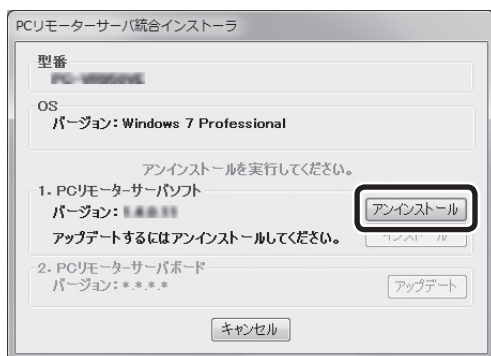 PCリモーターサーバ統合インストーラ
型番
OS
バージョン: Windows 7 Professional
アンインストールを実行してください。
1. PCリモーターサーバソフト
バージョン:
アンインストール
アップデートするにはアンインストールしてください。
インストール
2. PCリモーターサーバボード
バージョン: *.*.*.*
アップデート
キャンセル